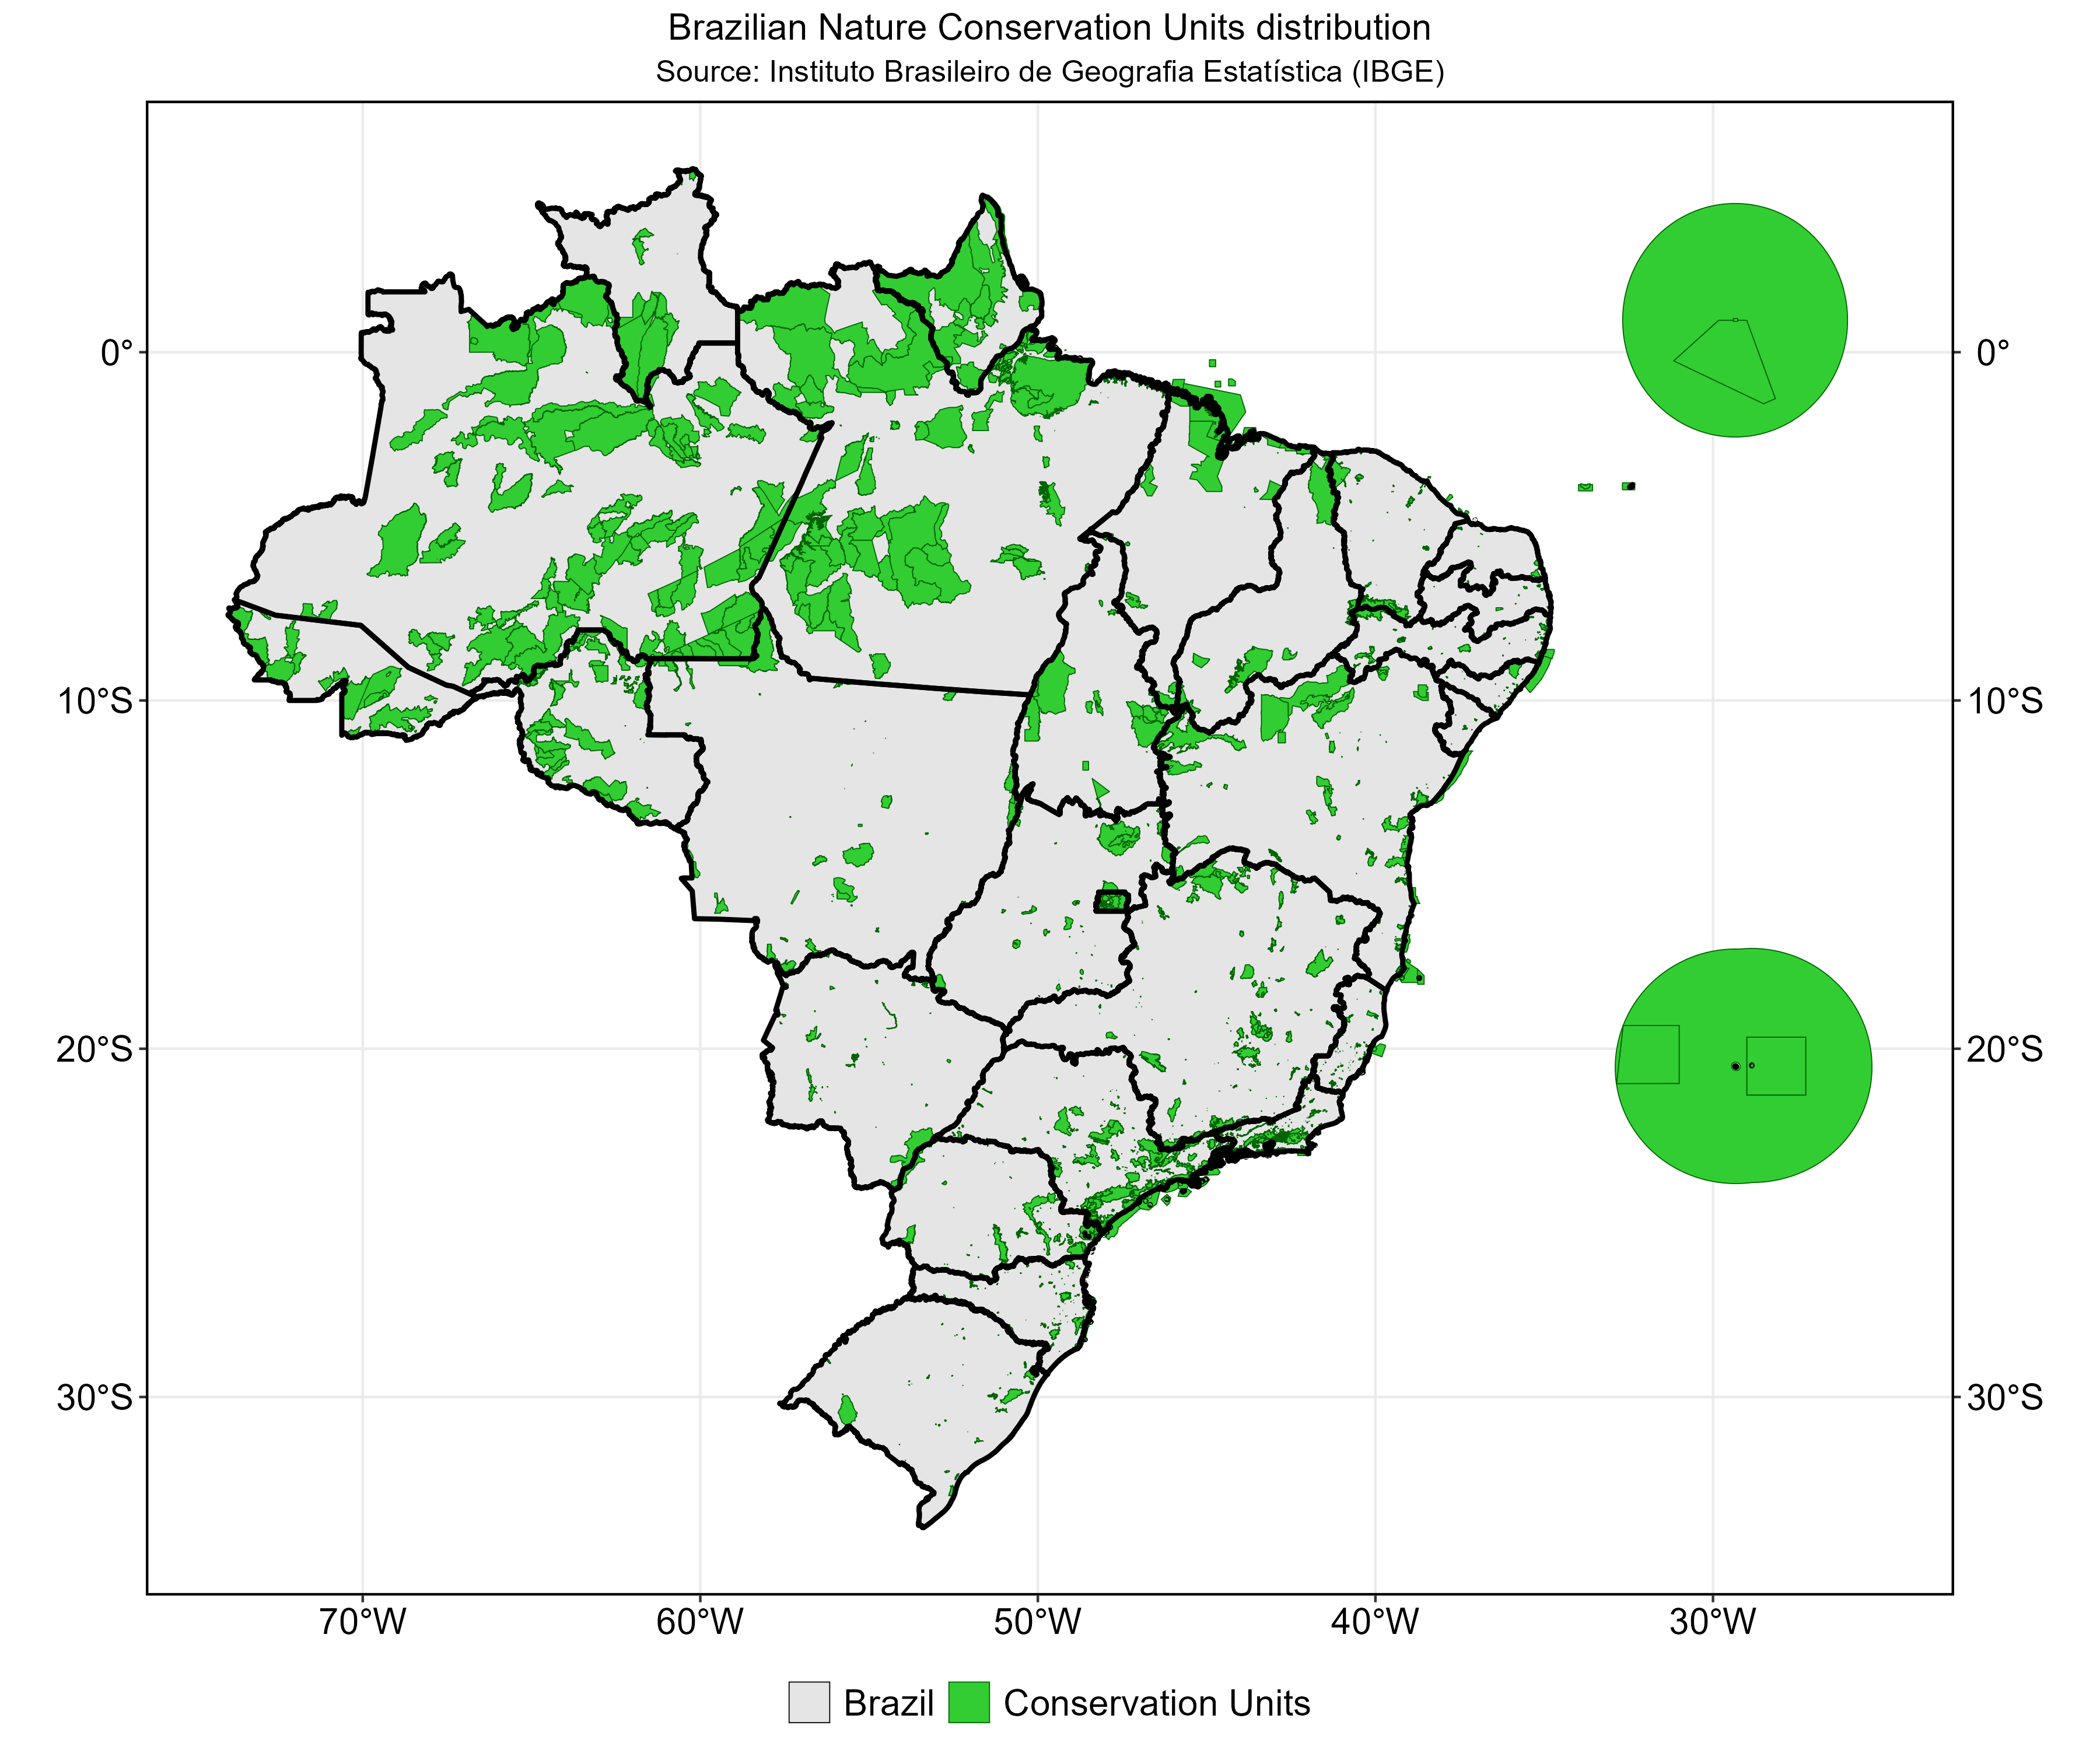 Brazilian Nature Conservation Units distribution
Source: Instituto Brasileiro de Geografia Estatística (IBGE)
0° 0°
10°S 10°S
20°S 20°S
30°S 30°S
70°W 60°W 50°W 40°W 30°W
Brazil Conservation Units